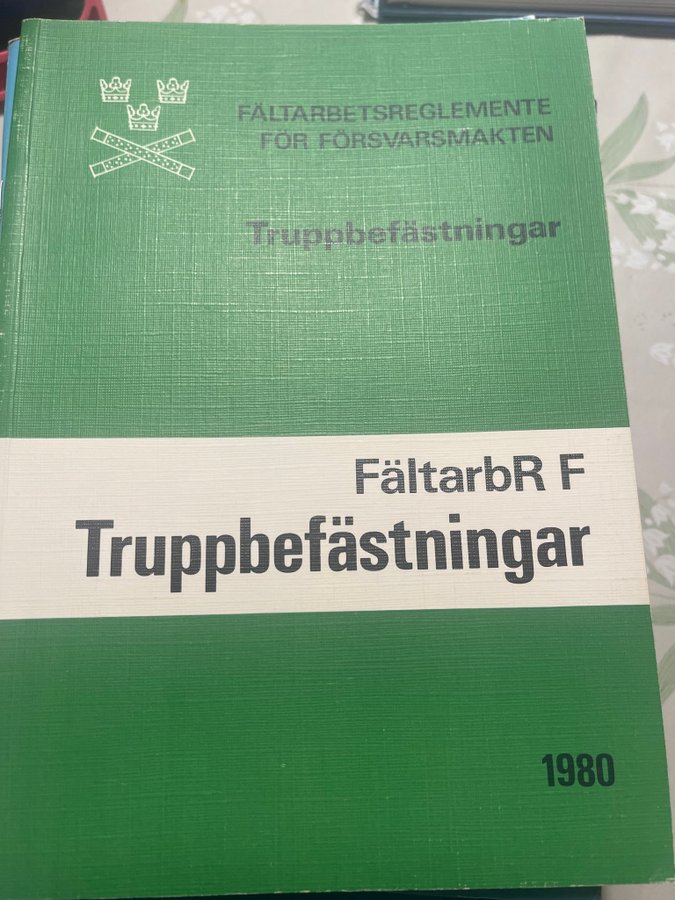 FÄLTARBETSREGLEMENTE
FÖR FÖRSVARSMAKTEN
Truppbefästningar
FältarbR F
Truppbefästningar
1980